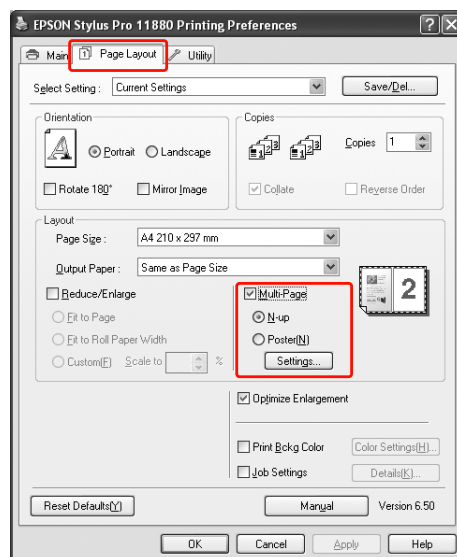 EPSON Stylus Pro 11880 Printing Preferences
Main Page Layout Utility
Select Setting : Current Settings Save/Del...
Orientation
Portrait Landscape
Rotate 180° Mirror Image
Copies
Copies 1
Collate Reverse Order
Layout
Page Size : A4 210 x 297 mm
Output Paper : Same as Page Size
Reduce/Enlarge
Fit to Page
Fit to Roll Paper Width
Custom(F) Scale to %
Multi-Page
N-up
Poster(N)
Settings...
2
Optimize Enlargement
Print Bckg Color Color Settings(H)...
Job Settings Details(K)...
Reset Defaults(Y) Manual Version 6.50
OK Cancel Apply Help